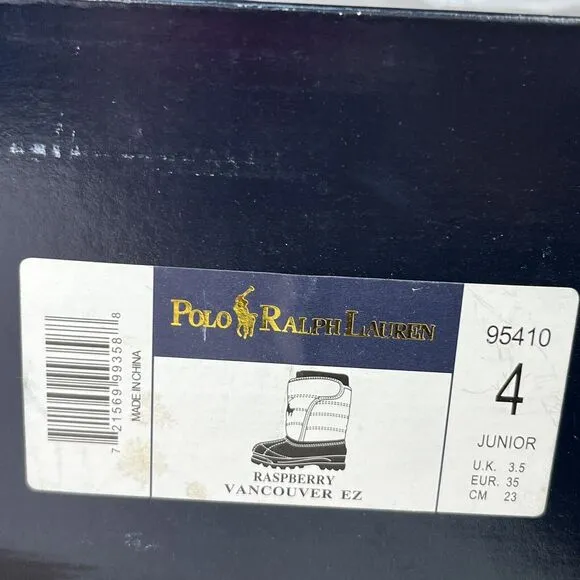 7 21569 99358 8
MADE IN CHINA
POLO RALPH LAUREN
RASPBERRY
VANCOUVER EZ
95410
4
JUNIOR
U.K. 3.5
EUR. 35
CM 23